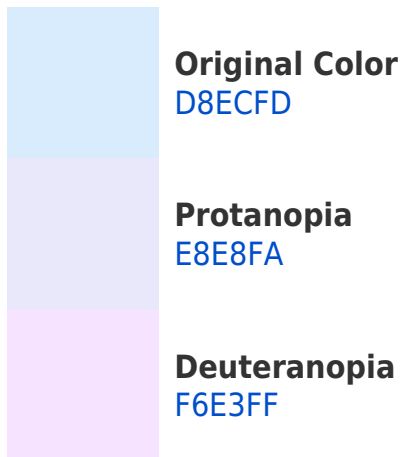 Original Color
D8ECFD
Protanopia
E8E8FA
Deuteranopia
F6E3FF